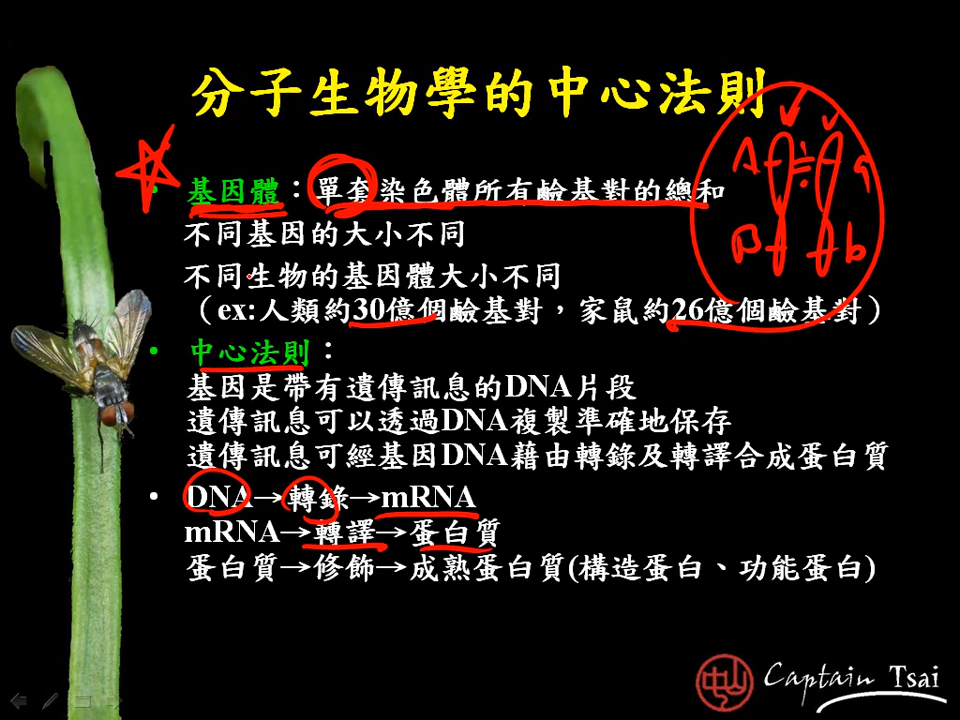 分子生物學的中心法則
• 基因體：單套染色體所有鹼基對的總和
不同基因的大小不同
不同生物的基因體大小不同
（ex:人類約30億個鹼基對，家鼠約26億個鹼基對）
• 中心法則：
基因是帶有遺傳訊息的DNA片段
遺傳訊息可以透過DNA複製準確地保存
遺傳訊息可經基因DNA藉由轉錄及轉譯合成蛋白質
• DNA→轉錄→mRNA
mRNA→轉譯→蛋白質
蛋白質→修飾→成熟蛋白質(構造蛋白、功能蛋白)
A a
B b
Captain Tsai